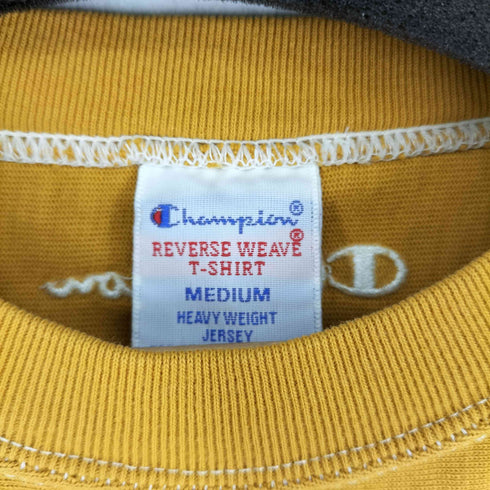 Champion®
REVERSE WEAVE®
T-SHIRT
MEDIUM
HEAVY WEIGHT
JERSEY